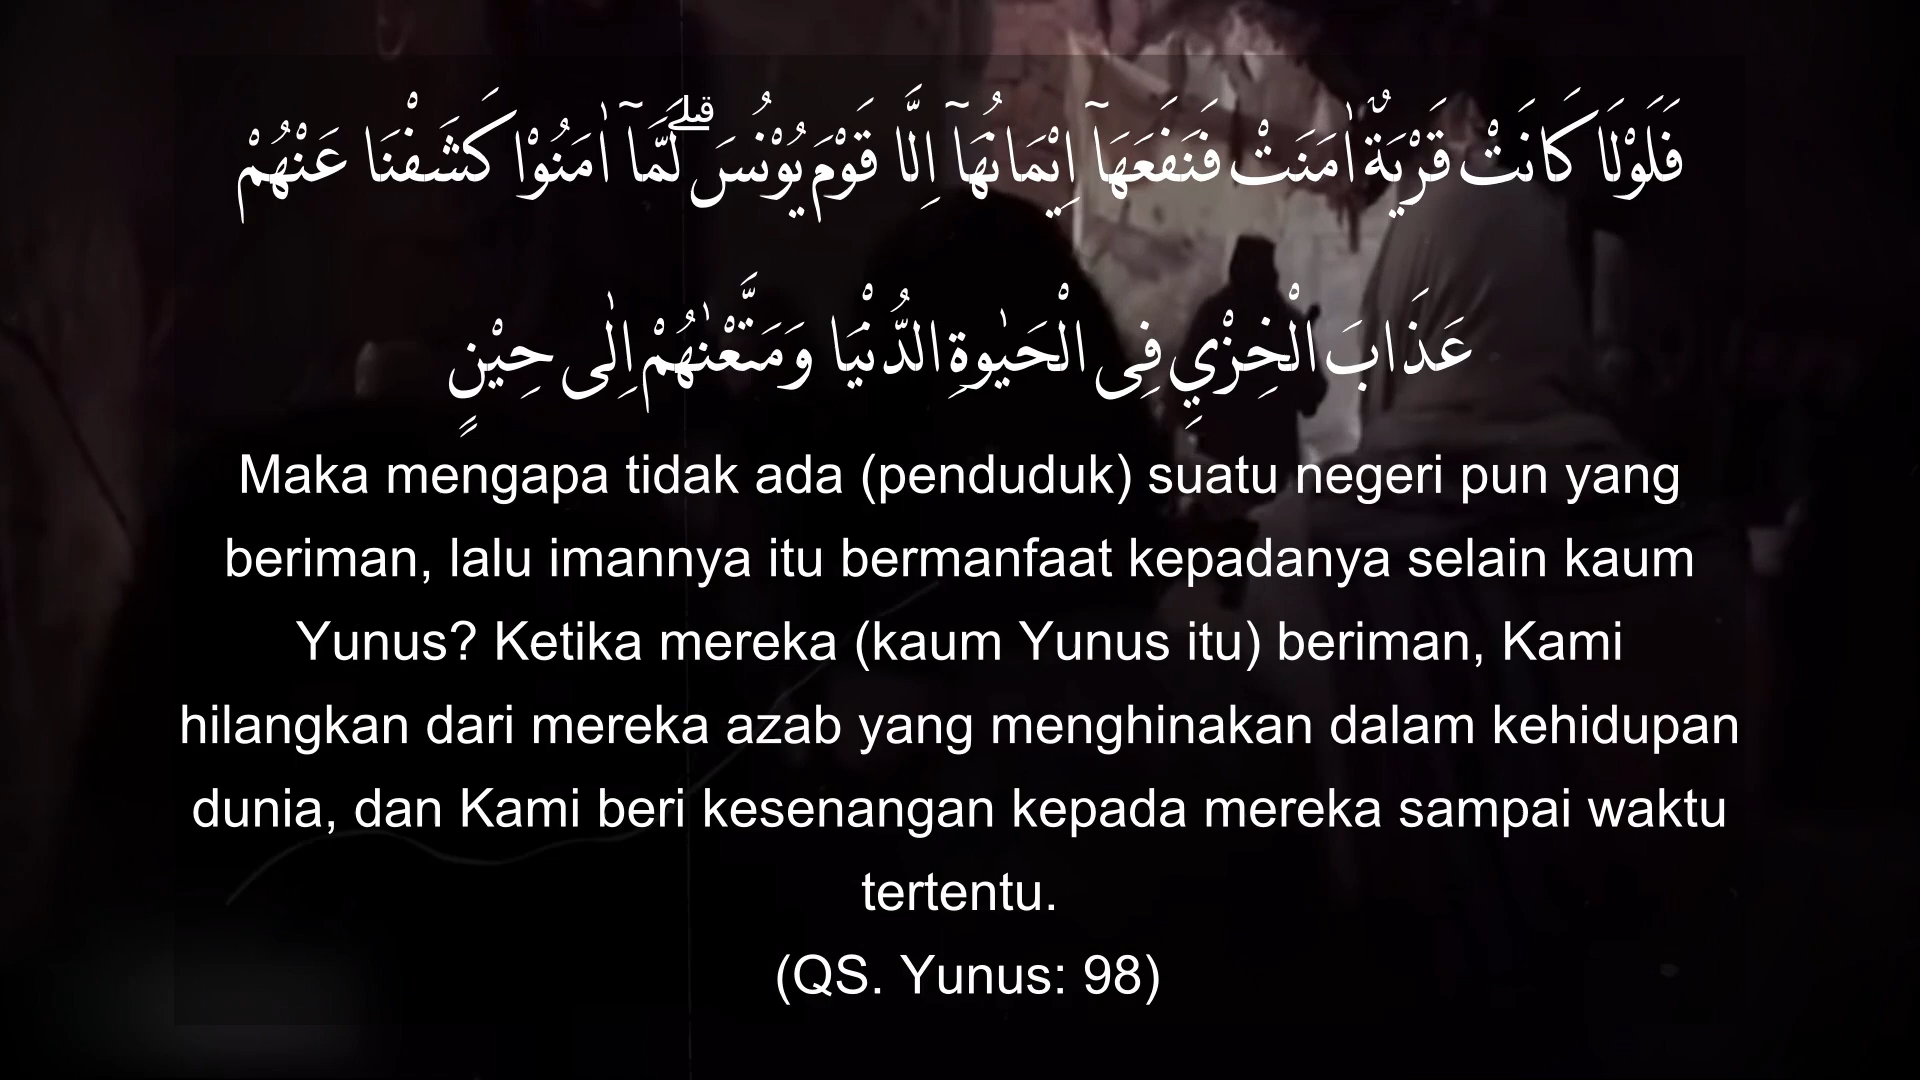 فَلَوْلَا كَانَتْ قَرْيَةٌ اٰمَنَتْ فَنَفَعَهَآ اِيْمَانُهَآ اِلَّا قَوْمَ يُوْنُسَۗ لَمَّآ اٰمَنُوْا كَشَفْنَا عَنْهُمْ
عَذَابَ الْخِزْيِ فِى الْحَيٰوةِ الدُّنْيَا وَمَتَّعْنٰهُمْ اِلٰى حِيْنٍ
Maka mengapa tidak ada (penduduk) suatu negeri pun yang
beriman, lalu imannya itu bermanfaat kepadanya selain kaum
Yunus? Ketika mereka (kaum Yunus itu) beriman, Kami
hilangkan dari mereka azab yang menghinakan dalam kehidupan
dunia, dan Kami beri kesenangan kepada mereka sampai waktu
tertentu.
(QS. Yunus: 98)